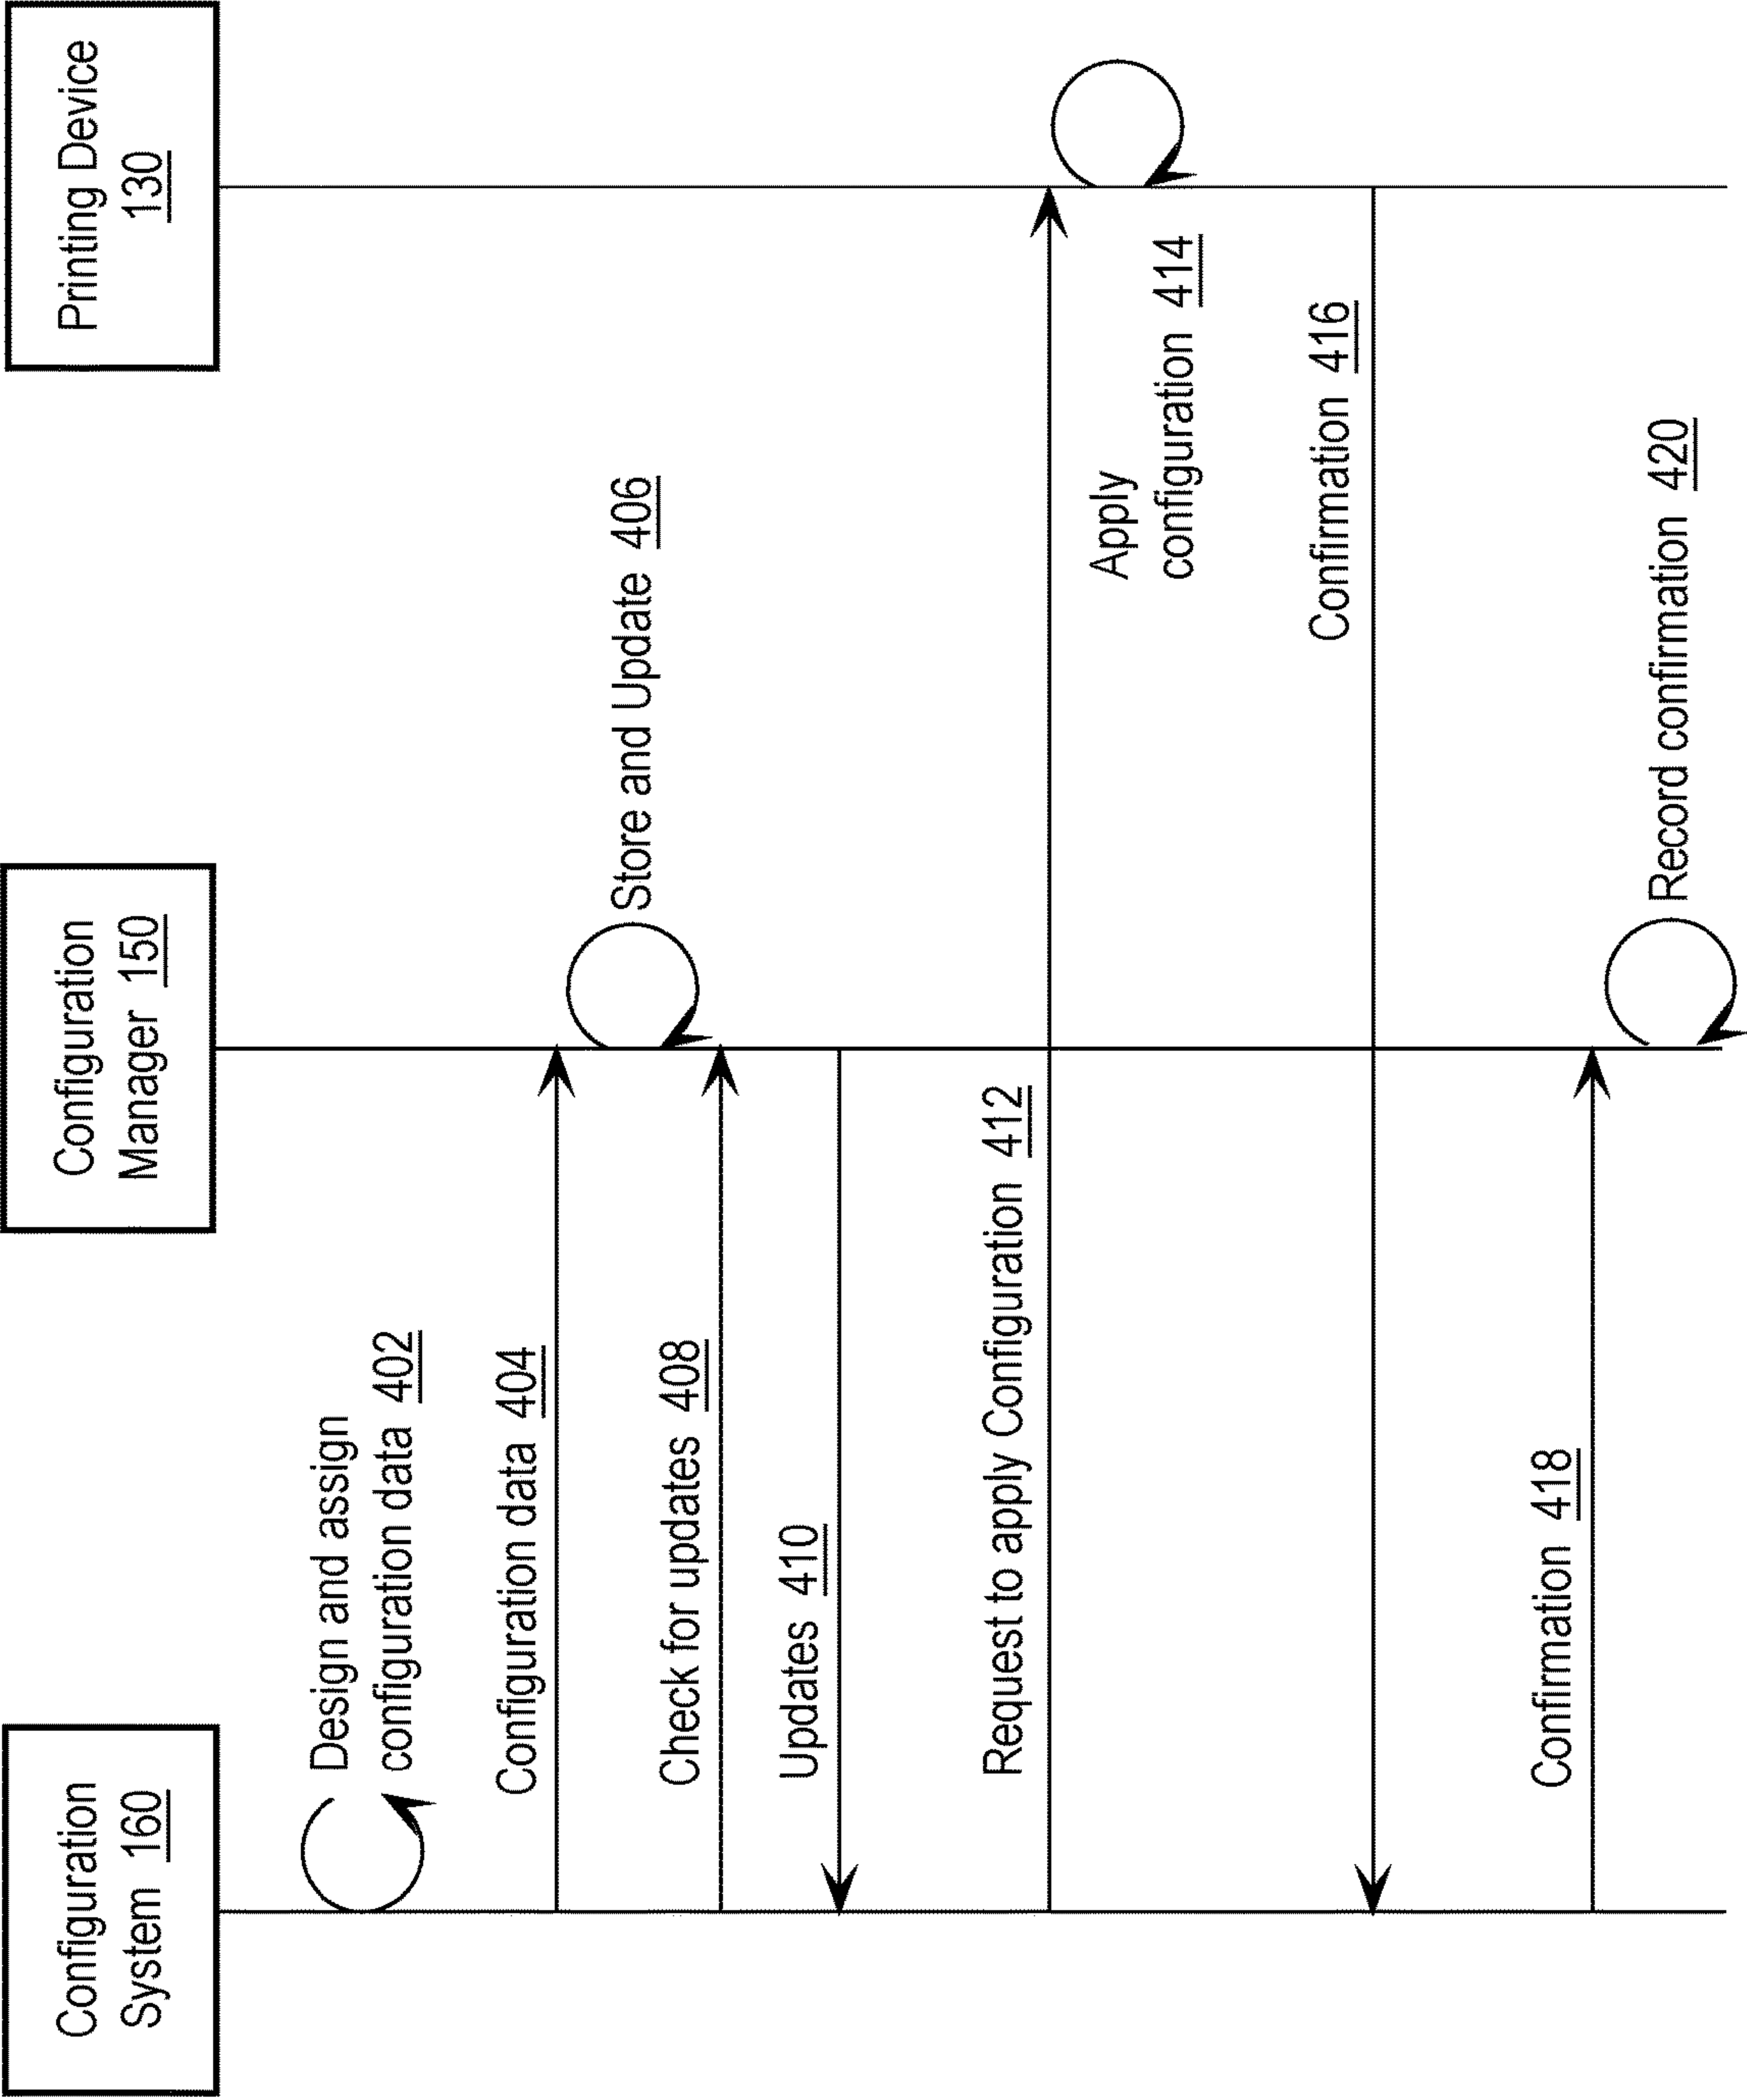 Configuration
System 160
Configuration
Manager 150
Printing Device
130
Design and assign
configuration data 402
Configuration data 404
Store and Update 406
Check for updates 408
Updates 410
Request to apply Configuration 412
Apply
configuration 414
Confirmation 416
Confirmation 418
Record confirmation 420